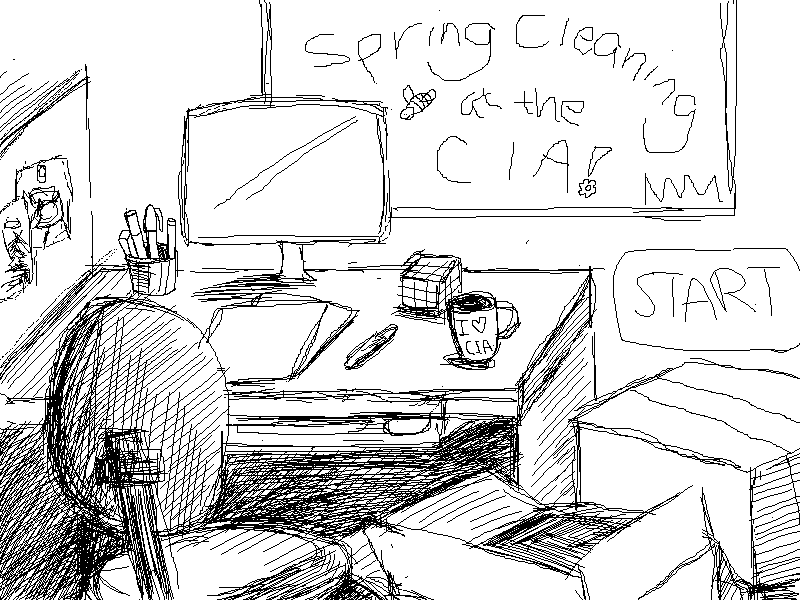 Spring Cleaning
at the
CIA!
START
I ♡
CIA